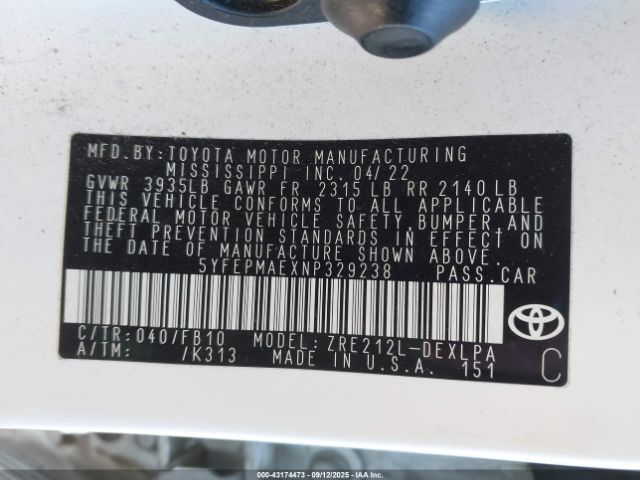 MFD.BY:TOYOTA MOTOR MANUFACTURING
MISSISSIPPI INC. 04/22
GVWR 3935LB GAWR FR 2315 LB RR 2140 LB
THIS VEHICLE CONFORMS TO ALL APPLICABLE
FEDERAL MOTOR VEHICLE SAFETY, BUMPER, AND
THEFT PREVENTION STANDARDS IN EFFECT ON
THE DATE OF MANUFACTURE SHOWN ABOVE.
5YFEPMAEXNP329238 PASS.CAR
C/TR: 040/FB10 MODEL: ZRE212L-DEXLPA
A/TM: /K313 MADE IN U.S.A. 151
C
000-43174473 - 09/12/2025 - IAA Inc.